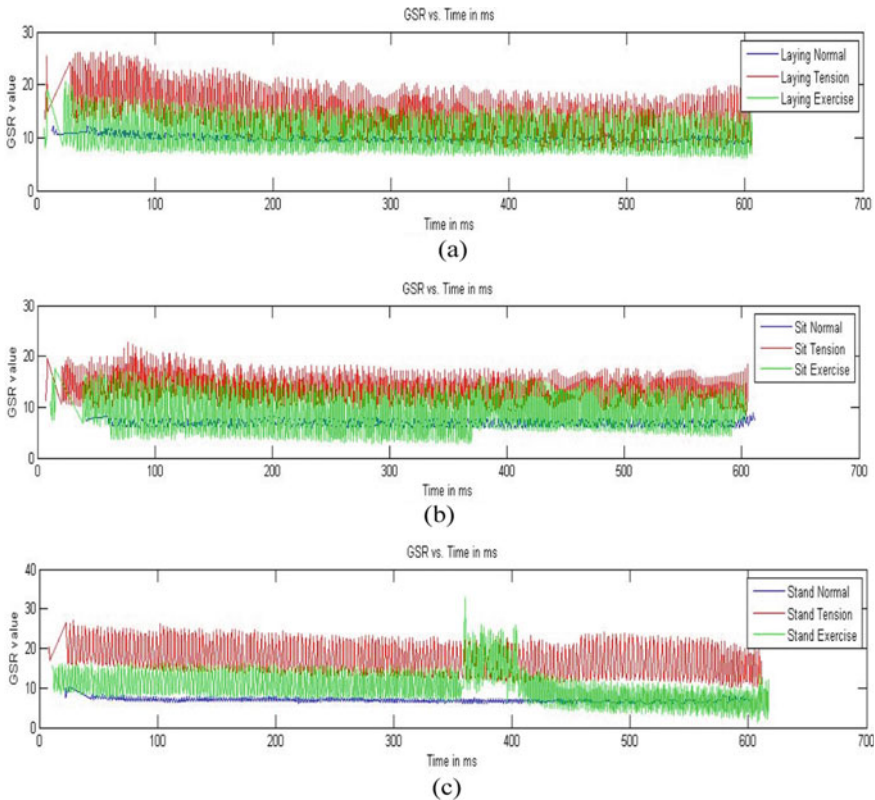 GSR vs. Time in ms
30
20
10
0
GSR value
Laying Normal
Laying Tension
Laying Exercise
0 100 200 300 400 500 600 700
Time in ms
(a)
GSR vs. Time in ms
30
20
10
0
GSR value
Sit Normal
Sit Tension
Sit Exercise
0 100 200 300 400 500 600 700
Time in ms
(b)
GSR vs. Time in ms
40
30
20
10
0
GSR value
Stand Normal
Stand Tension
Stand Exercise
0 100 200 300 400 500 600 700
Time in ms
(c)